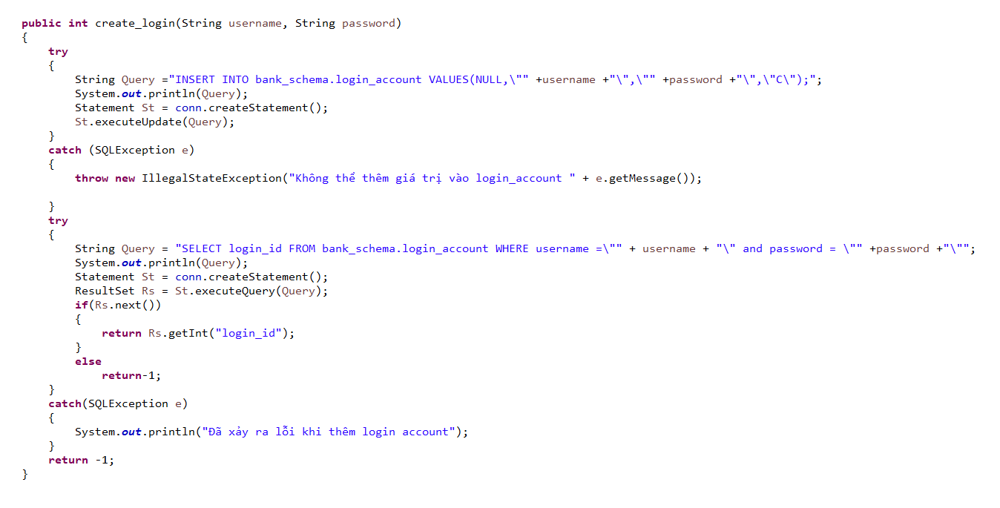 public int create_login(String username, String password)
{
    try
    {
        String Query ="INSERT INTO bank_schema.login_account VALUES(NULL,\"" +username +"\",\"" +password +"\",\"C\");";
        System.out.println(Query);
        Statement St = conn.createStatement();
        St.executeUpdate(Query);
    }
    catch (SQLException e)
    {
        throw new IllegalStateException("Không thể thêm giá trị vào login_account " + e.getMessage());
    }
    try
    {
        String Query = "SELECT login_id FROM bank_schema.login_account WHERE username =\"" + username + "\" and password = \"" +password +"\"";
        System.out.println(Query);
        Statement St = conn.createStatement();
        ResultSet Rs = St.executeQuery(Query);
        if(Rs.next())
        {
            return Rs.getInt("login_id");
        }
        else
            return-1;
    }
    catch(SQLException e)
    {
        System.out.println("Đã xảy ra lỗi khi thêm login account");
    }
    return -1;
}